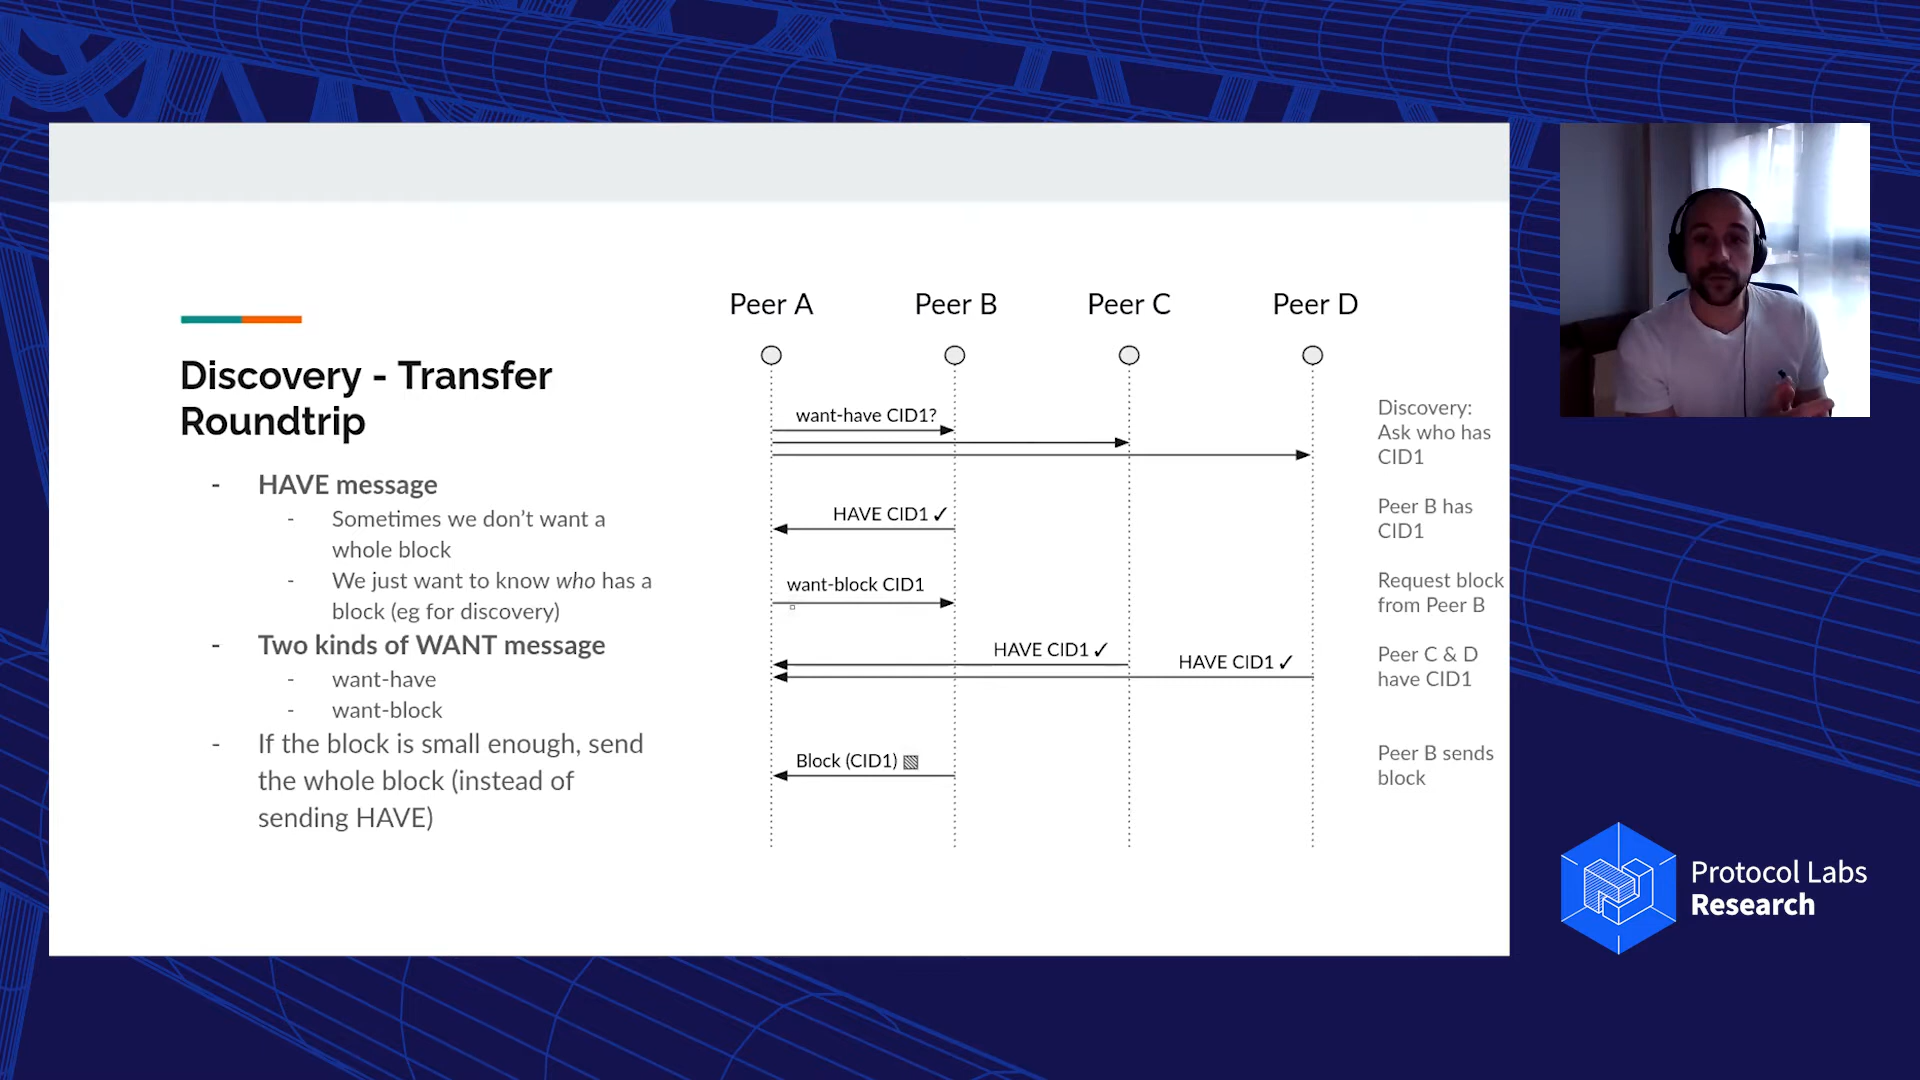 Discovery - Transfer
Roundtrip
- HAVE message
- Sometimes we don't want a
whole block
- We just want to know who has a
block (eg for discovery)
- Two kinds of WANT message
- want-have
- want-block
- If the block is small enough, send
the whole block (instead of
sending HAVE)
Peer A Peer B Peer C Peer D
want-have CID1?
Discovery:
Ask who has
CID1
HAVE CID1 ✓
Peer B has
CID1
want-block CID1
Request block
from Peer B
HAVE CID1 ✓
HAVE CID1 ✓
Peer C & D
have CID1
Block (CID1)
Peer B sends
block
Protocol Labs
Research